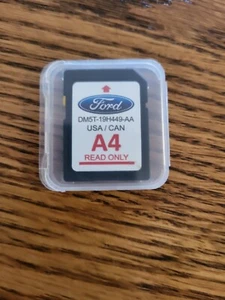 Ford
DM5T-19H449-AA
USA / CAN
A4
READ ONLY